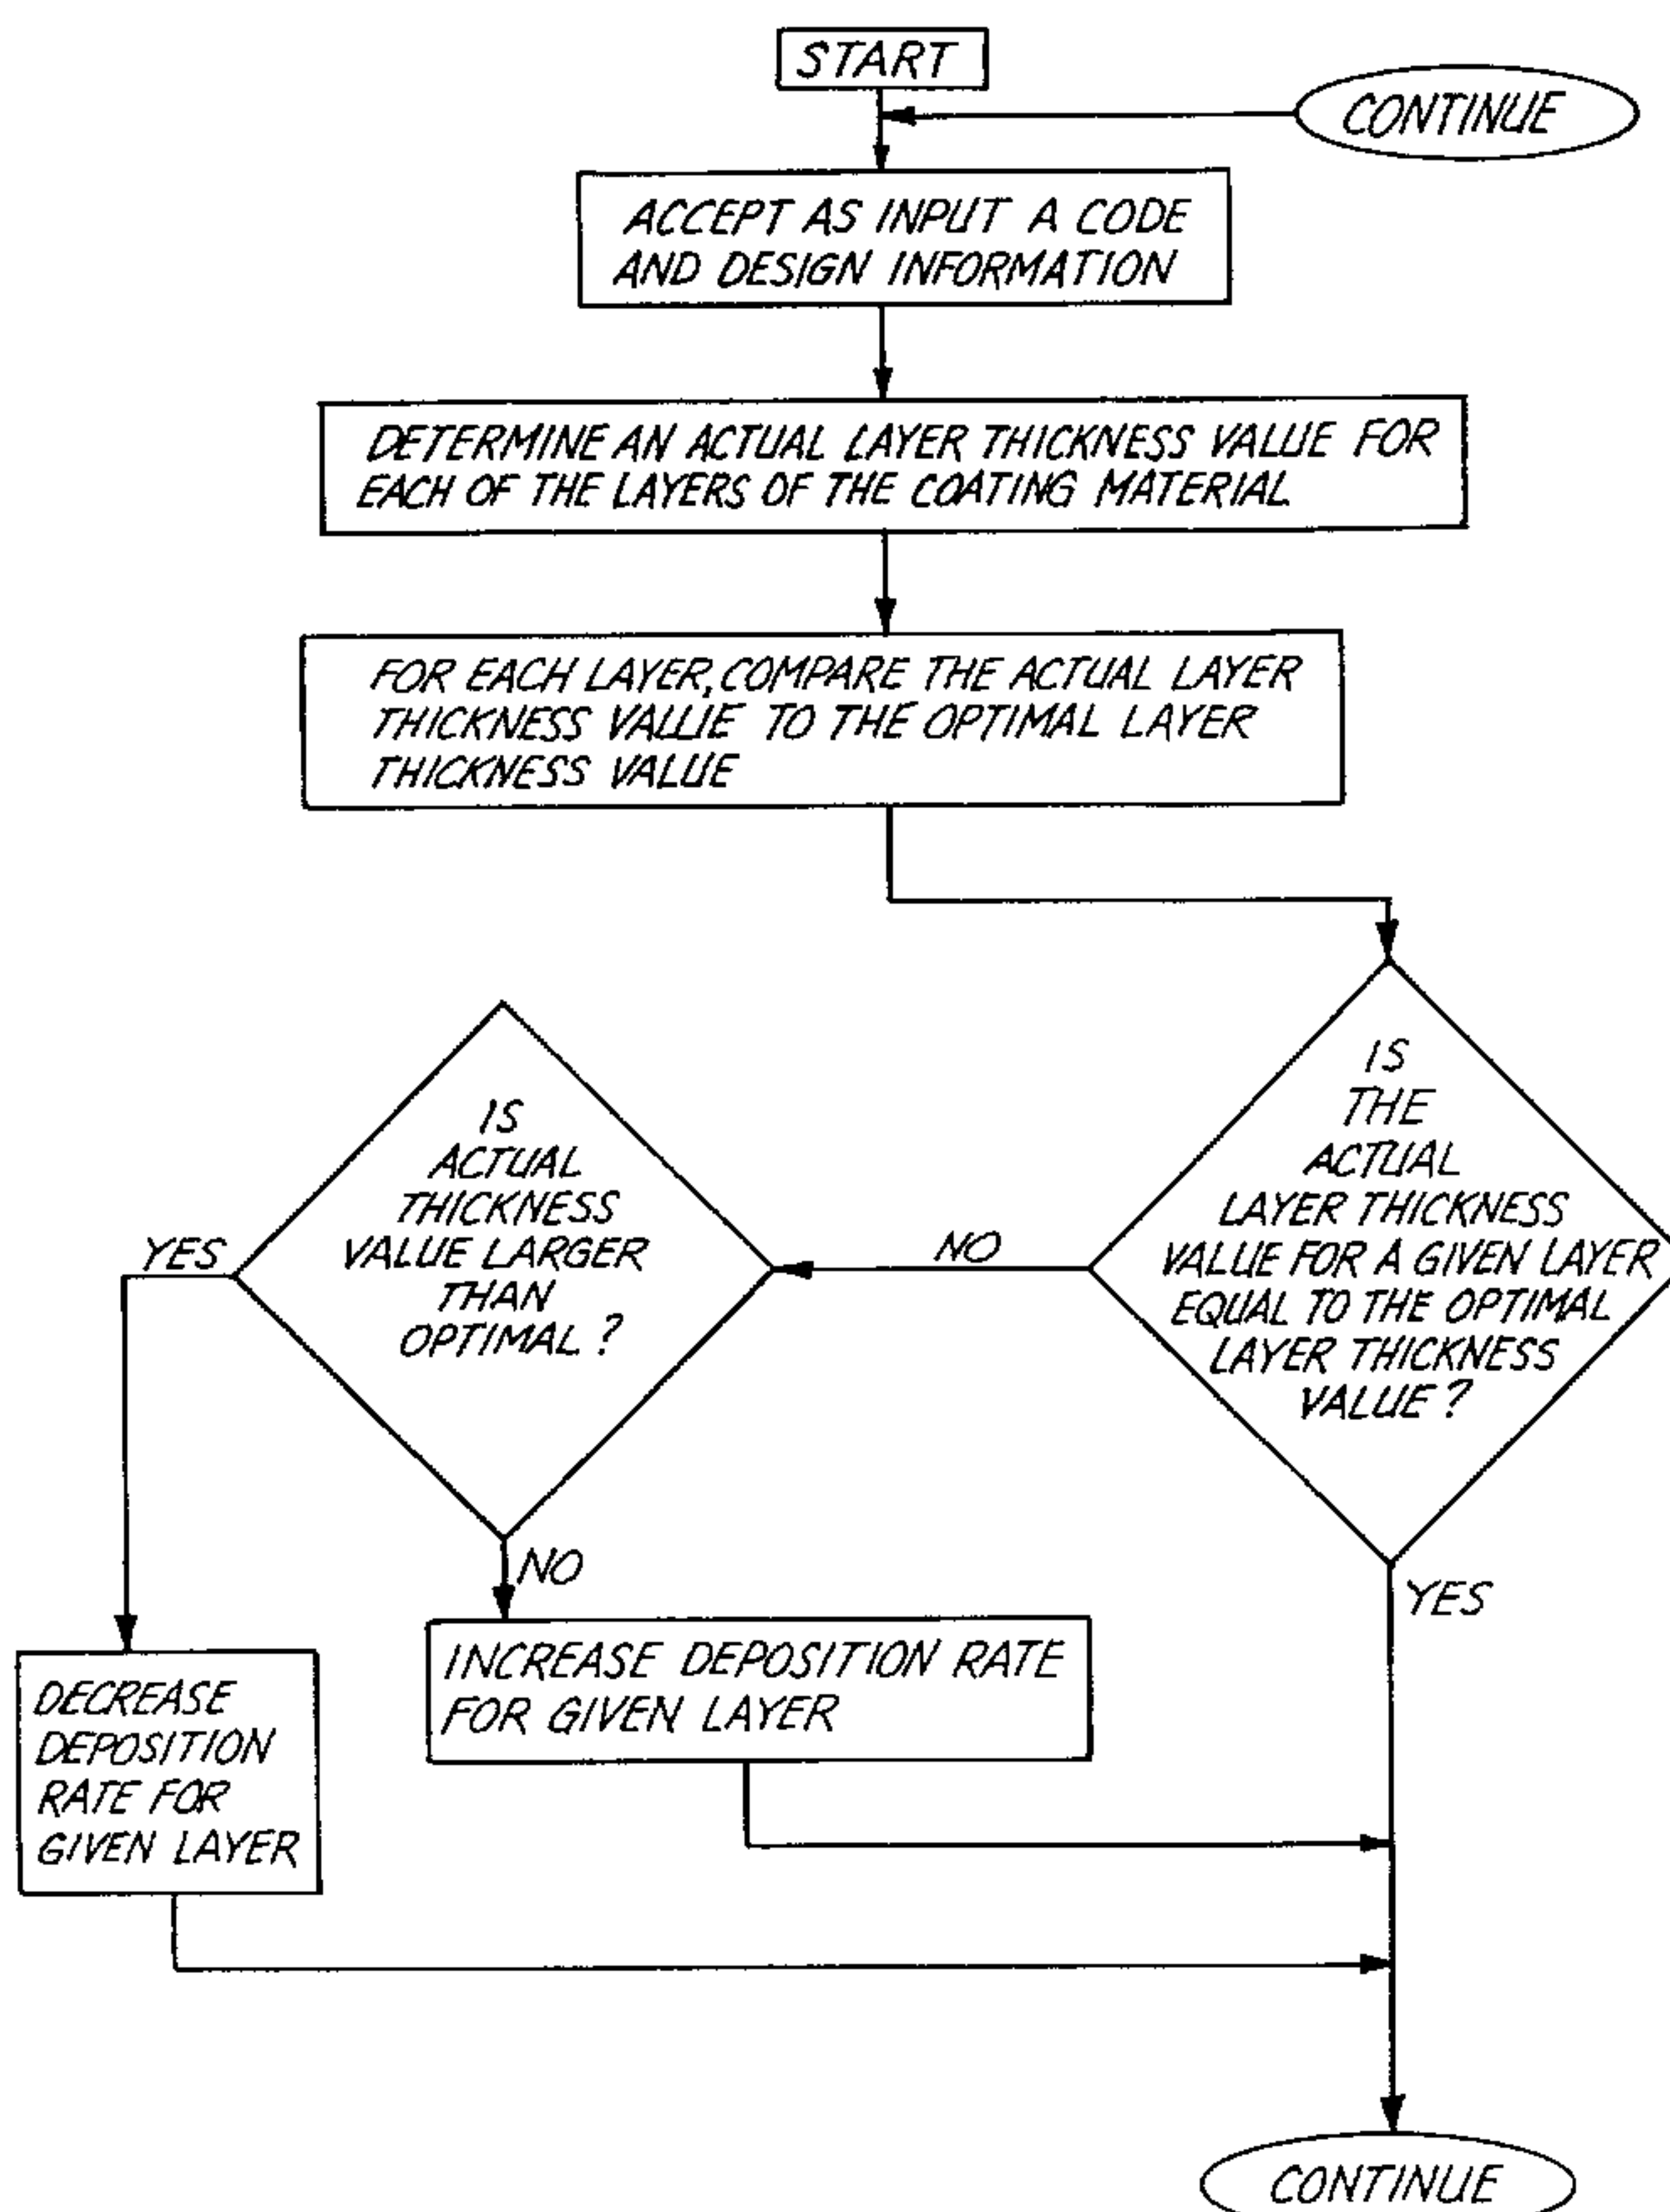 START
CONTINUE
ACCEPT AS INPUT A CODE
AND DESIGN INFORMATION
DETERMINE AN ACTUAL LAYER THICKNESS VALUE FOR
EACH OF THE LAYERS OF THE COATING MATERIAL
FOR EACH LAYER, COMPARE THE ACTUAL LAYER
THICKNESS VALUE TO THE OPTIMAL LAYER
THICKNESS VALUE
IS
THE
ACTUAL
LAYER THICKNESS
VALUE FOR A GIVEN LAYER
EQUAL TO THE OPTIMAL
LAYER THICKNESS
VALUE?
NO
IS
ACTUAL
THICKNESS
VALUE LARGER
THAN
OPTIMAL?
YES
NO
YES
INCREASE DEPOSITION RATE
FOR GIVEN LAYER
DECREASE
DEPOSITION
RATE FOR
GIVEN LAYER
CONTINUE